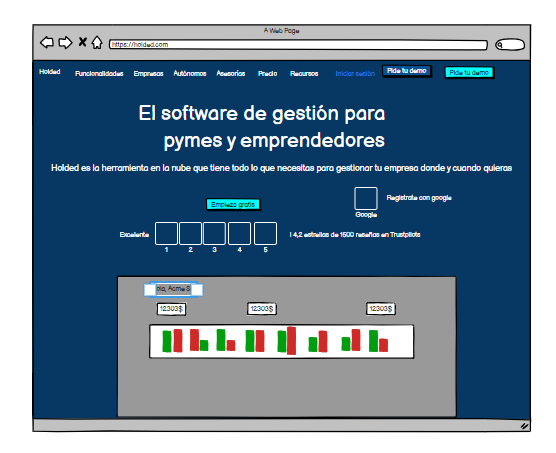 A Web Page
https://holded.com
Holded Funcionalidades Empresas Autónomos Asesorías Precio Recursos Iniciar sesión Pide tu demo Pide tu demo
El software de gestión para
pymes y emprendedores
Holded es la herramienta en la nube que tiene todo lo que necesitas para gestionar tu empresa donde y cuando quieras
Empieza gratis
Registrate con google
Google
Excelente
1 2 3 4 5
14,2 estrellas de 1500 reseñas en Trustpilots
ola, Acme S
12303$ 12303$ 12303$